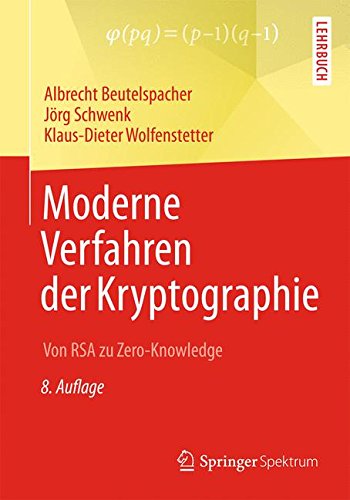 φ(pq)=(p−1)(q−1)
LEHRBUCH
Albrecht Beutelspacher
Jörg Schwenk
Klaus-Dieter Wolfenstetter
Moderne
Verfahren
der Kryptographie
Von RSA zu Zero-Knowledge
8. Auflage
Springer Spektrum